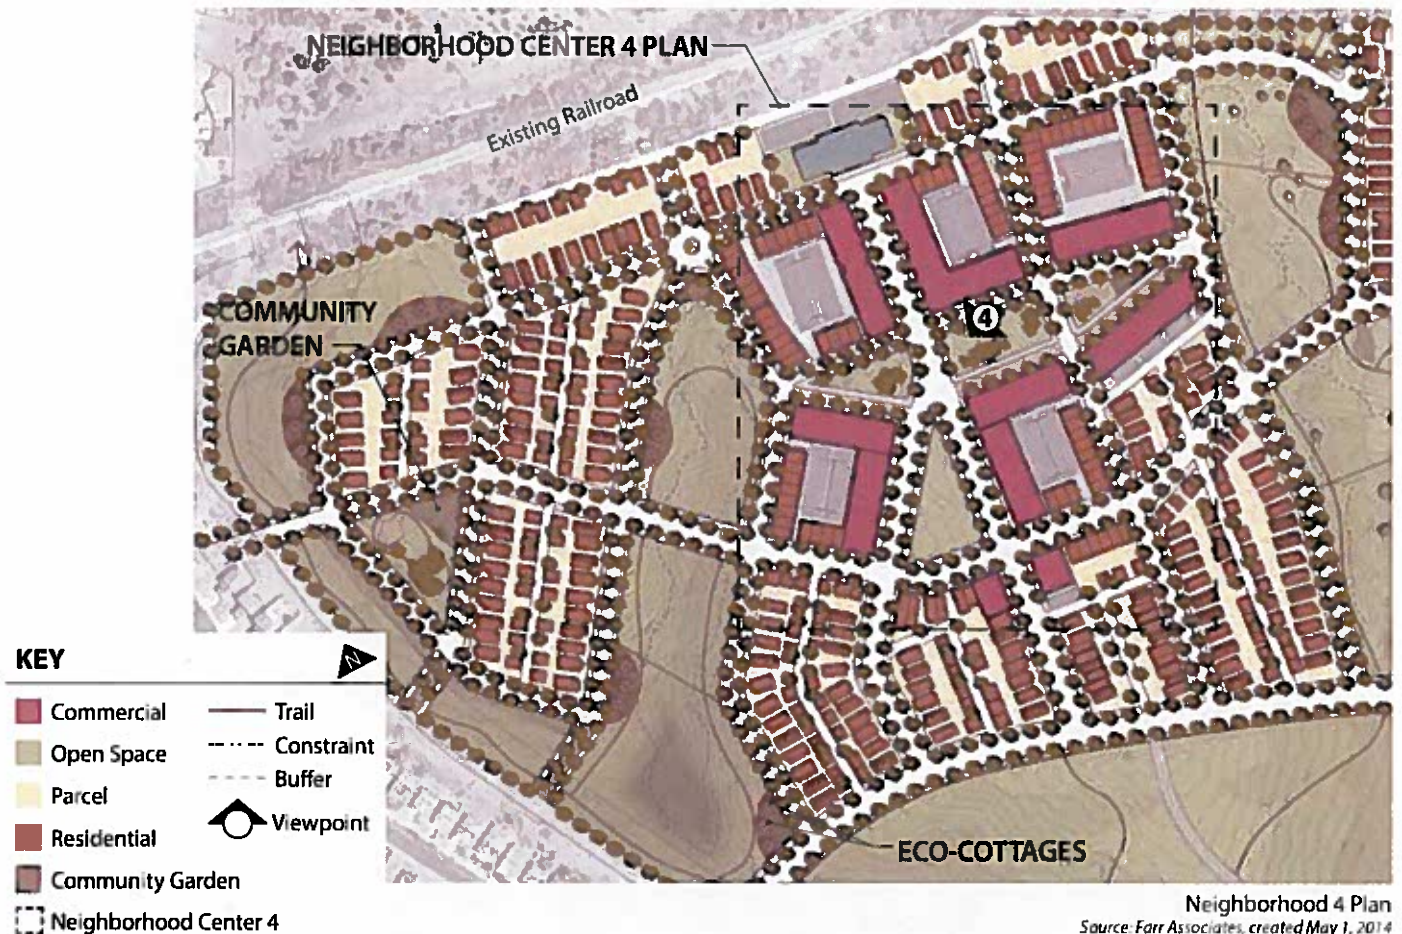 NEIGHBORHOOD CENTER 4 PLAN
Existing Railroad
COMMUNITY
GARDEN
4
KEY
N
Commercial
Open Space
Parcel
Residential
Community Garden
Neighborhood Center 4
Trail
Constraint
Buffer
Viewpoint
ECO-COTTAGES
Neighborhood 4 Plan
Source: Farr Associates, created May 1, 2014